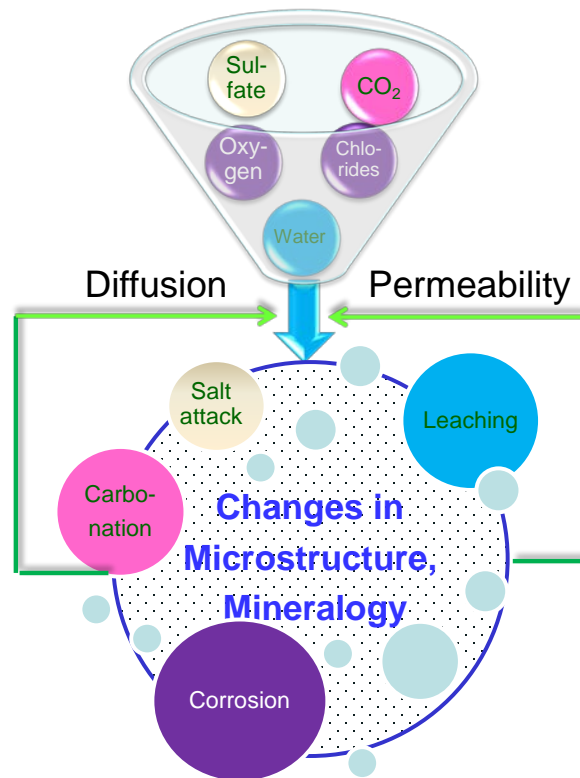 Sul-
fate
CO2
Oxy-
gen
Chlo-
rides
Water
Diffusion
Permeability
Salt
attack
Leaching
Carbo-
nation
Changes in
Microstructure,
Mineralogy
Corrosion